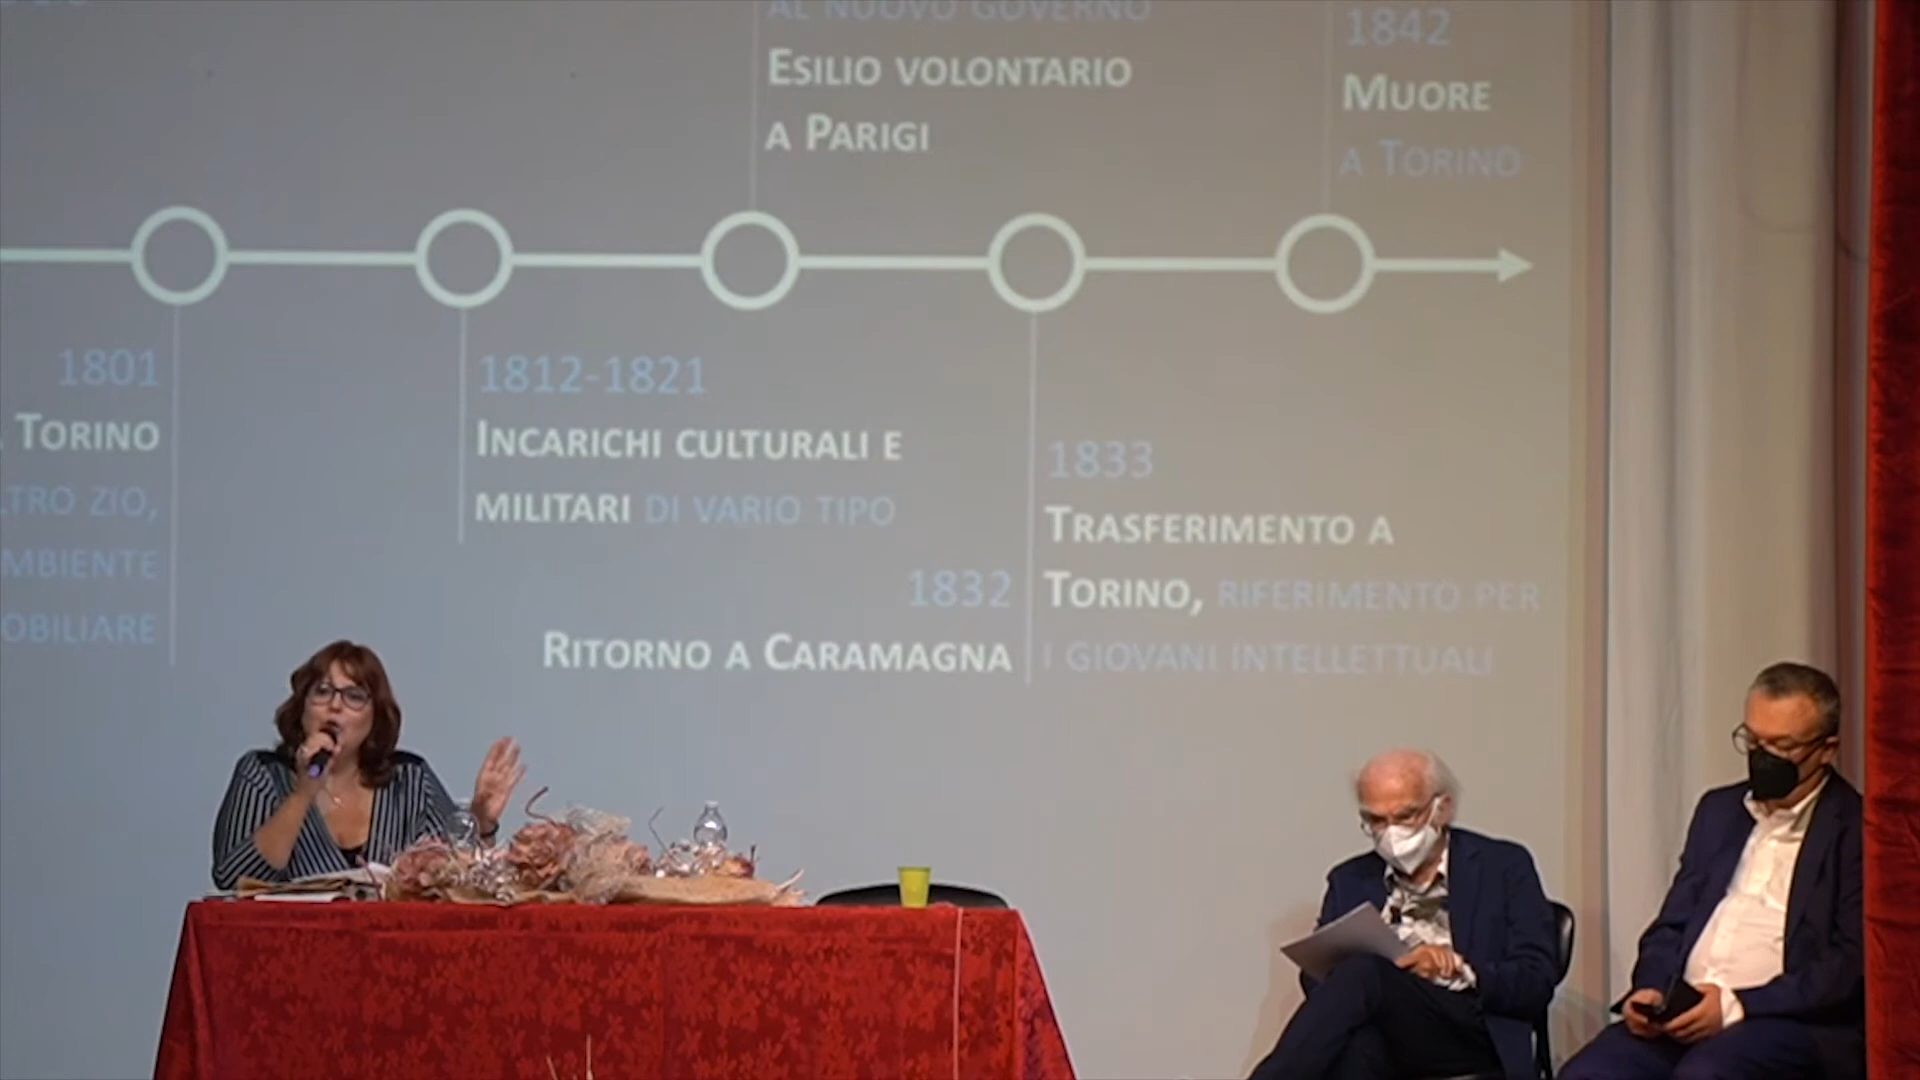 AL NUOVO GOVERNO
ESILIO VOLONTARIO
A PARIGI
1842
MUORE
A TORINO
1801
TORINO
LTRO ZIO,
MBIENTE
OBILIARE
1812-1821
INCARICHI CULTURALI E
MILITARI DI VARIO TIPO
1832
RITORNO A CARAMAGNA
1833
TRASFERIMENTO A
TORINO, RIFERIMENTO PER
I GIOVANI INTELLETTUALI